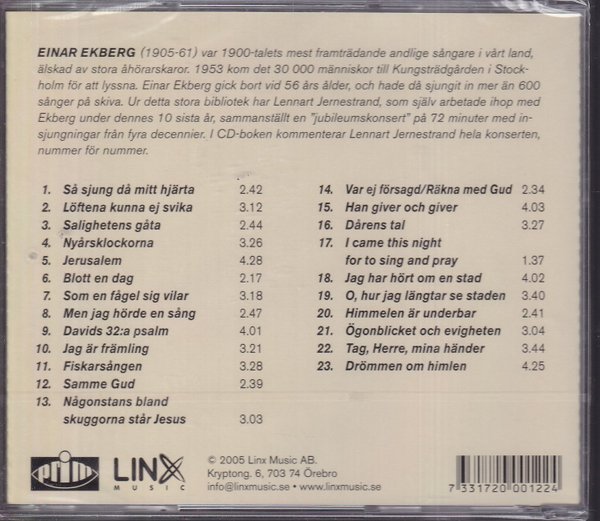 EINAR EKBERG (1905-61) var 1900-talets mest framträdande andlige sångare i vårt land,
älskad av stora åhörarskaror. 1953 kom det 30 000 människor till Kungsträdgården i Stock-
holm för att lyssna. Einar Ekberg gick bort vid 56 års ålder, och hade då sjungit in mer än 600
sånger på skiva. Ur detta stora bibliotek har Lennart Jernestrand, som själv arbetade ihop med
Ekberg under dennes 10 sista år, sammanställt en "jubileumskonsert" på 72 minuter med in-
sjungningar från fyra decennier. I CD-boken kommenterar Lennart Jernestrand hela konserten,
nummer för nummer.
1. Så sjung då mitt hjärta 2.42
2. Löftena kunna ej svika 3.12
3. Salighetens gåta 2.44
4. Nyårsklockorna 3.26
5. Jerusalem 4.28
6. Blott en dag 2.17
7. Som en fågel sig vilar 3.18
8. Men jag hörde en sång 2.47
9. Davids 32:a psalm 4.01
10. Jag är främling 3.21
11. Fiskarsången 3.28
12. Samme Gud 2.39
13. Någonstans bland
skuggorna står Jesus 3.03
14. Var ej försagd/Räkna med Gud 2.34
15. Han giver och giver 4.03
16. Dårens tal 3.27
17. I came this night
for to sing and pray 1.37
18. Jag har hört om en stad 4.02
19. O, hur jag längtar se staden 3.40
20. Himmelen är underbar 2.41
21. Ögonblicket och evigheten 3.04
22. Tag, Herre, mina händer 3.44
23. Drömmen om himlen 4.25
prim
LINX
MUSIC
© 2005 Linx Music AB.
Kryptong. 6, 703 74 Örebro
info@linxmusic.se • www.linxmusic.se
7 331720 001224